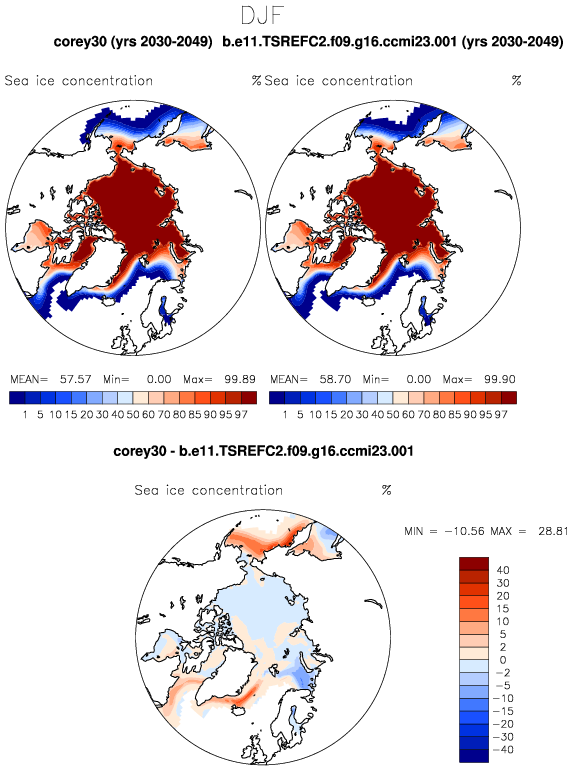 DJF
corey30 (yrs 2030-2049) b.e11.TSREFC2.f09.g16.ccmi23.001 (yrs 2030-2049)
Sea ice concentration % Sea ice concentration %
MEAN= 57.57 Min= 0.00 Max= 99.89 MEAN= 58.70 Min= 0.00 Max= 99.90
1 5 10 15 20 30 40 50 60 70 80 85 90 95 97 1 5 10 15 20 30 40 50 60 70 80 85 90 95 97
corey30 - b.e11.TSREFC2.f09.g16.ccmi23.001
Sea ice concentration %
MIN = -10.56 MAX = 28.81
40
30
20
15
10
5
2
0
-2
-5
-10
-15
-20
-30
-40